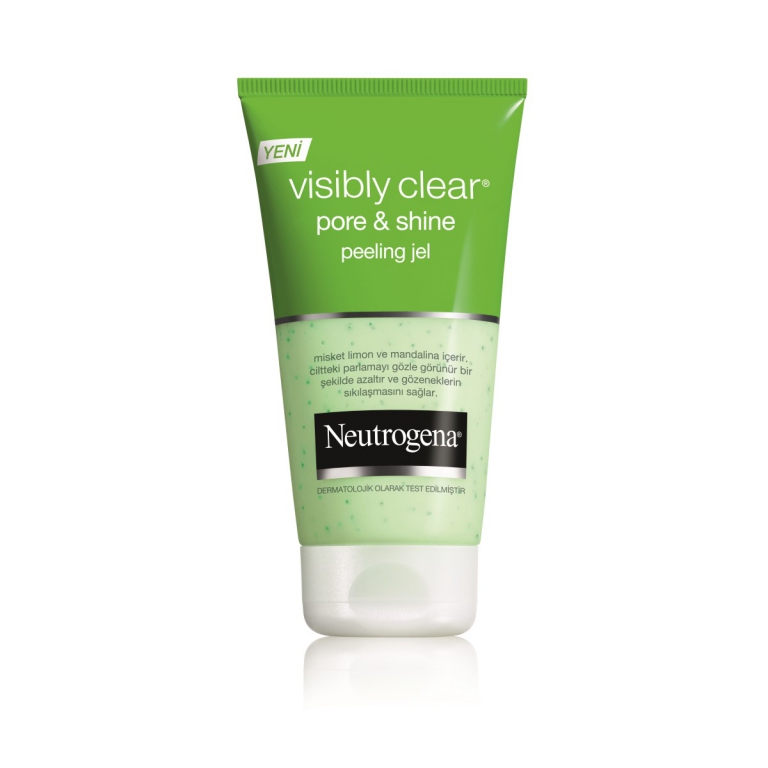 YENİ
visibly clear®
pore & shine
peeling jel
misket limon ve mandalina içerir.
ciltteki parlamayı gözle görünür bir
şekilde azaltır ve gözeneklerin
sıkılaşmasını sağlar.
Neutrogena®
DERMATOLOJİK OLARAK TEST EDİLMİŞTİR